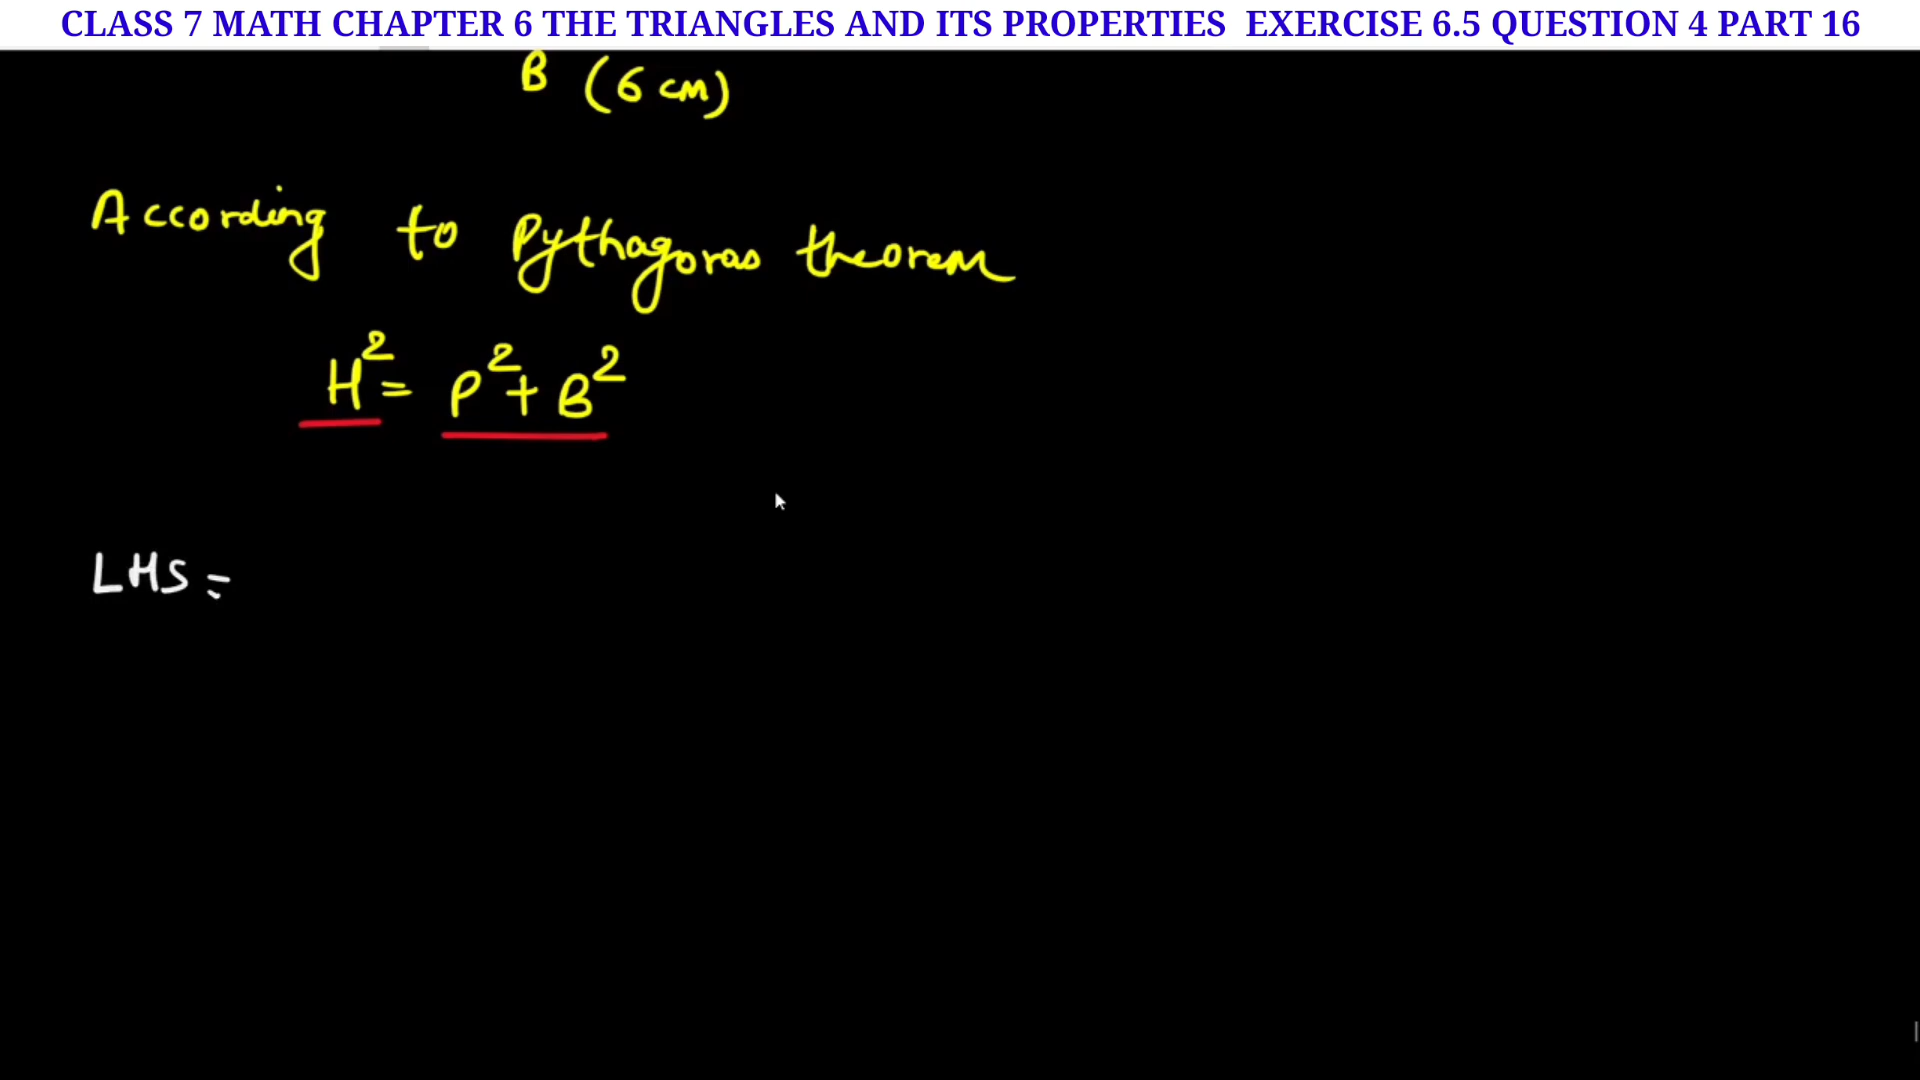 CLASS 7 MATH CHAPTER 6 THE TRIANGLES AND ITS PROPERTIES EXERCISE 6.5 QUESTION 4 PART 16
B (6 cm)
According to Pythagoras theorem
H² = P² + B²
LHS =